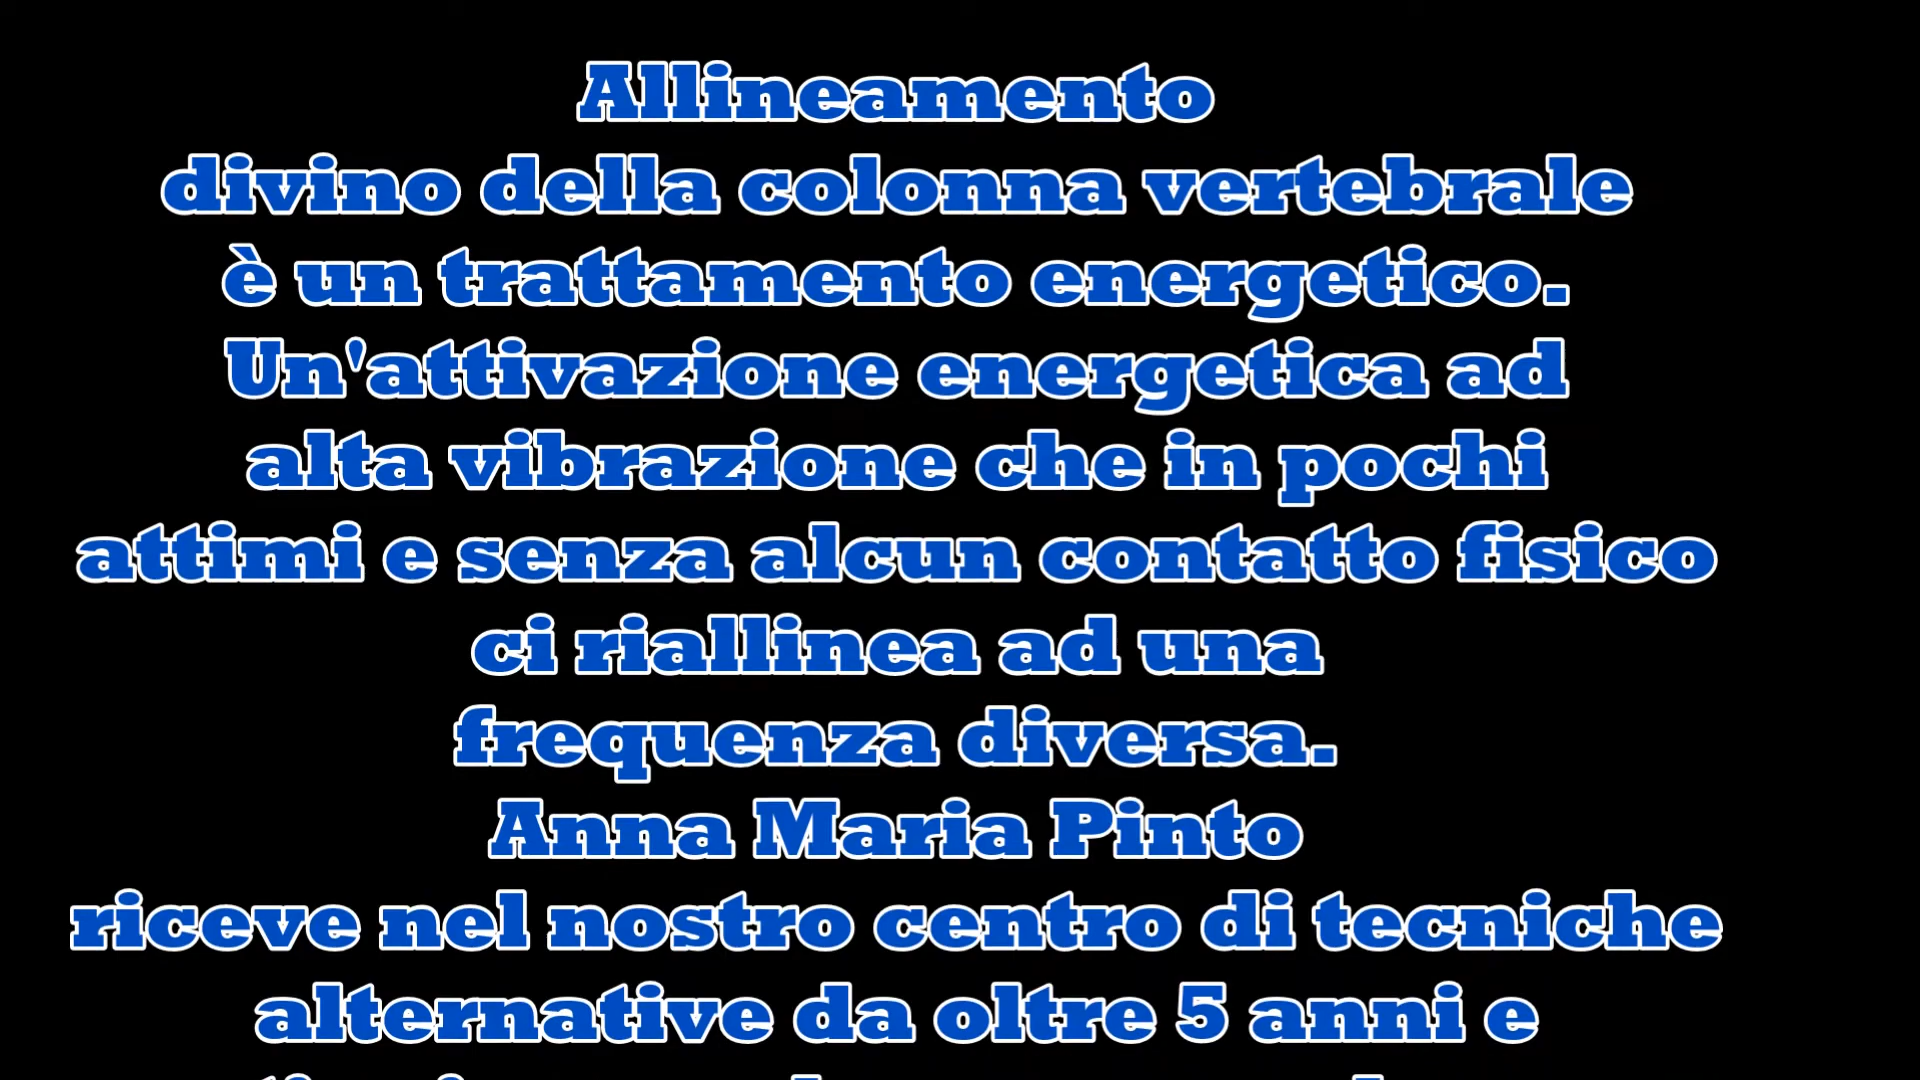 Allineamento
divino della colonna vertebrale
è un trattamento energetico.
Un'attivazione energetica ad
alta vibrazione che in pochi
attimi e senza alcun contatto fisico
ci riallinea ad una
frequenza diversa.
Anna Maria Pinto
riceve nel nostro centro di tecniche
alternative da oltre 5 anni e